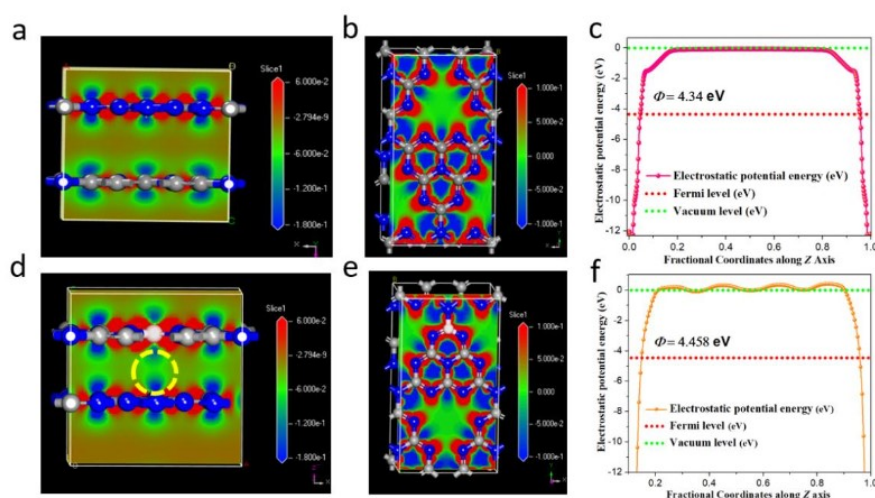 a
B
Slice1
6.000e-2
-2.794e-9
-6.000e-2
-1.200e-1
-1.800e-1
X
b
Slice1
1.000e-1
5.000e-2
0.000
-5.000e-2
-1.000e-1
c
Electrostatic potential energy (eV)
0
-2
-4
-6
-8
-10
-12
Φ= 4.34 eV
Electrostatic potential energy (eV)
Fermi level (eV)
Vacuum level (eV)
0.0 0.2 0.4 0.6 0.8 1.0
Fractional Coordinates along Z Axis
d
Slice1
6.000e-2
-2.794e-9
-6.000e-2
-1.200e-1
-1.800e-1
X
e
Slice1
1.000e-1
5.000e-2
0.000
-5.000e-2
-1.000e-1
f
Electrostatic potential energy (eV)
0
-2
-4
-6
-8
-10
-12
Φ= 4.458 eV
Electrostatic potential energy (eV)
Fermi level (eV)
Vacuum level (eV)
0.2 0.4 0.6 0.8 1.0
Fractional Coordinates along Z axis